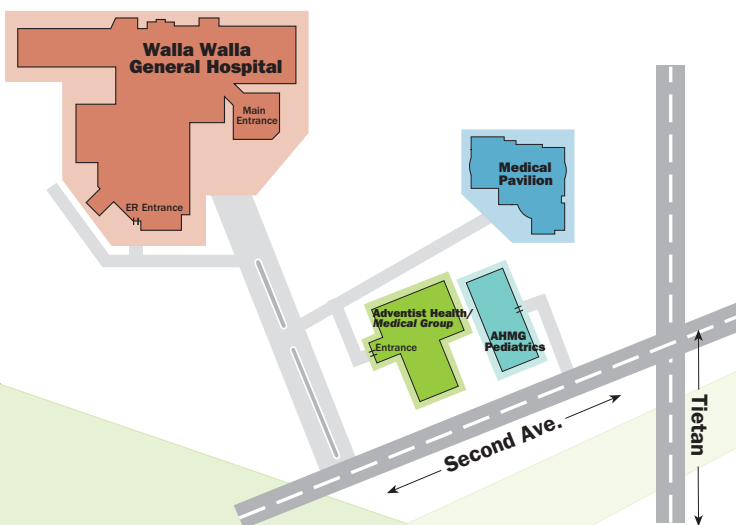 Walla Walla
General Hospital
Main
Entrance
Medical
Pavilion
ER Entrance
Adventist Health/
Medical Group
Entrance
AHMG
Pediatrics
Second Ave.
Tietan